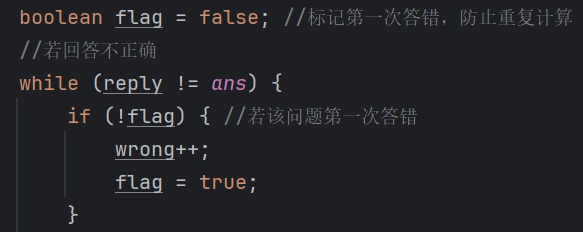 boolean flag = false; //标记第一次答错，防止重复计算
//若回答不正确
while (reply != ans) {
if (!flag) { //若该问题第一次答错
wrong++;
flag = true;
}